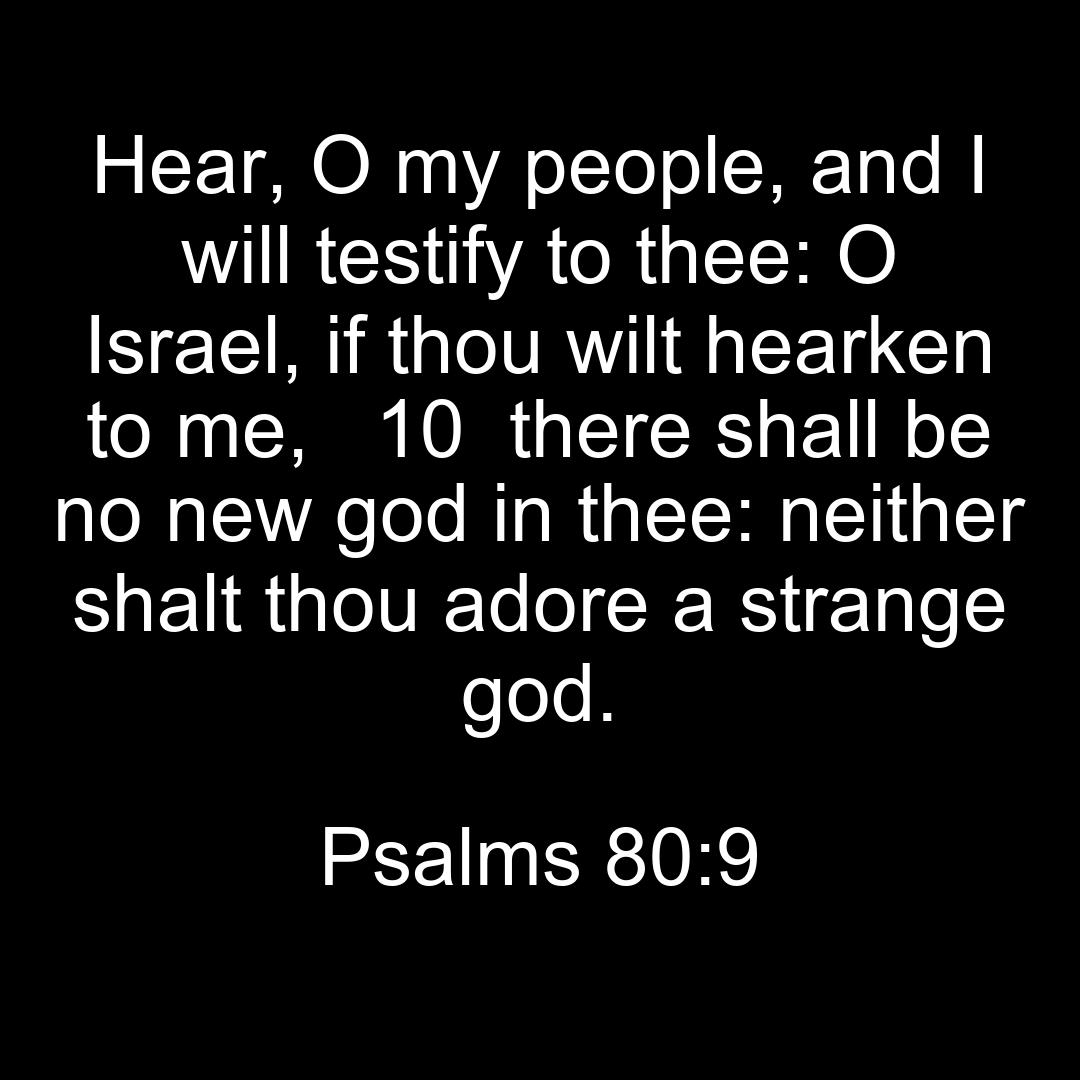 Hear, O my people, and I
will testify to thee: O
Israel, if thou wilt hearken
to me,   10  there shall be
no new god in thee: neither
shalt thou adore a strange
god.
Psalms 80:9